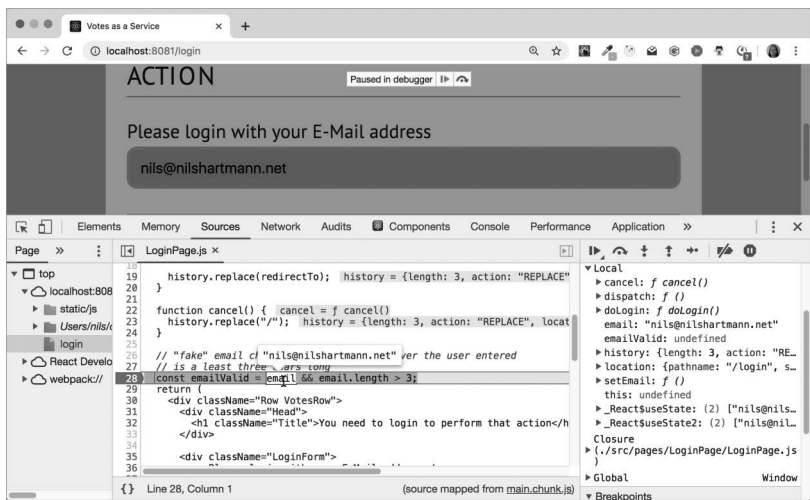 Votes as a Service
localhost:8081/login
ACTION
Paused in debugger
Please login with your E-Mail address
nils@nilshartmann.net
Elements Memory Sources Network Audits Components Console Performance Application »
Page » LoginPage.js ×
top
localhost:808
static/js
Users/nils/
login
React Develo
webpack://
19 history.replace(redirectTo); history = {length: 3, action: "REPLACE"
20 }
21
22 function cancel() { cancel = ƒ cancel()
23 history.replace("/"); history = {length: 3, action: "REPLACE", locat
24 }
25
26 // "fake" email ch "nils@nilshartmann.net" ver the user entered
27 // is a least three chars long
28 const emailValid = email && email.length > 3;
29 return (
30 <div className="Row VotesRow">
31 <div className="Head">
32 <h1 className="Title">You need to login to perform that action</h
33 </div>
34
35 <div className="LoginForm">
36
{} Line 28, Column 1 (source mapped from main.chunk.js)
Local
cancel: ƒ cancel()
dispatch: ƒ ()
doLogin: ƒ doLogin()
email: "nils@nilshartmann.net"
emailValid: undefined
history: {length: 3, action: "RE…
location: {pathname: "/login", s…
setEmail: ƒ ()
this: undefined
_React$useState: (2) ["nils@nils…
_React$useState2: (2) ["nils@nil…
Closure
(./src/pages/LoginPage/LoginPage.js
)
Global Window
Breakpoints